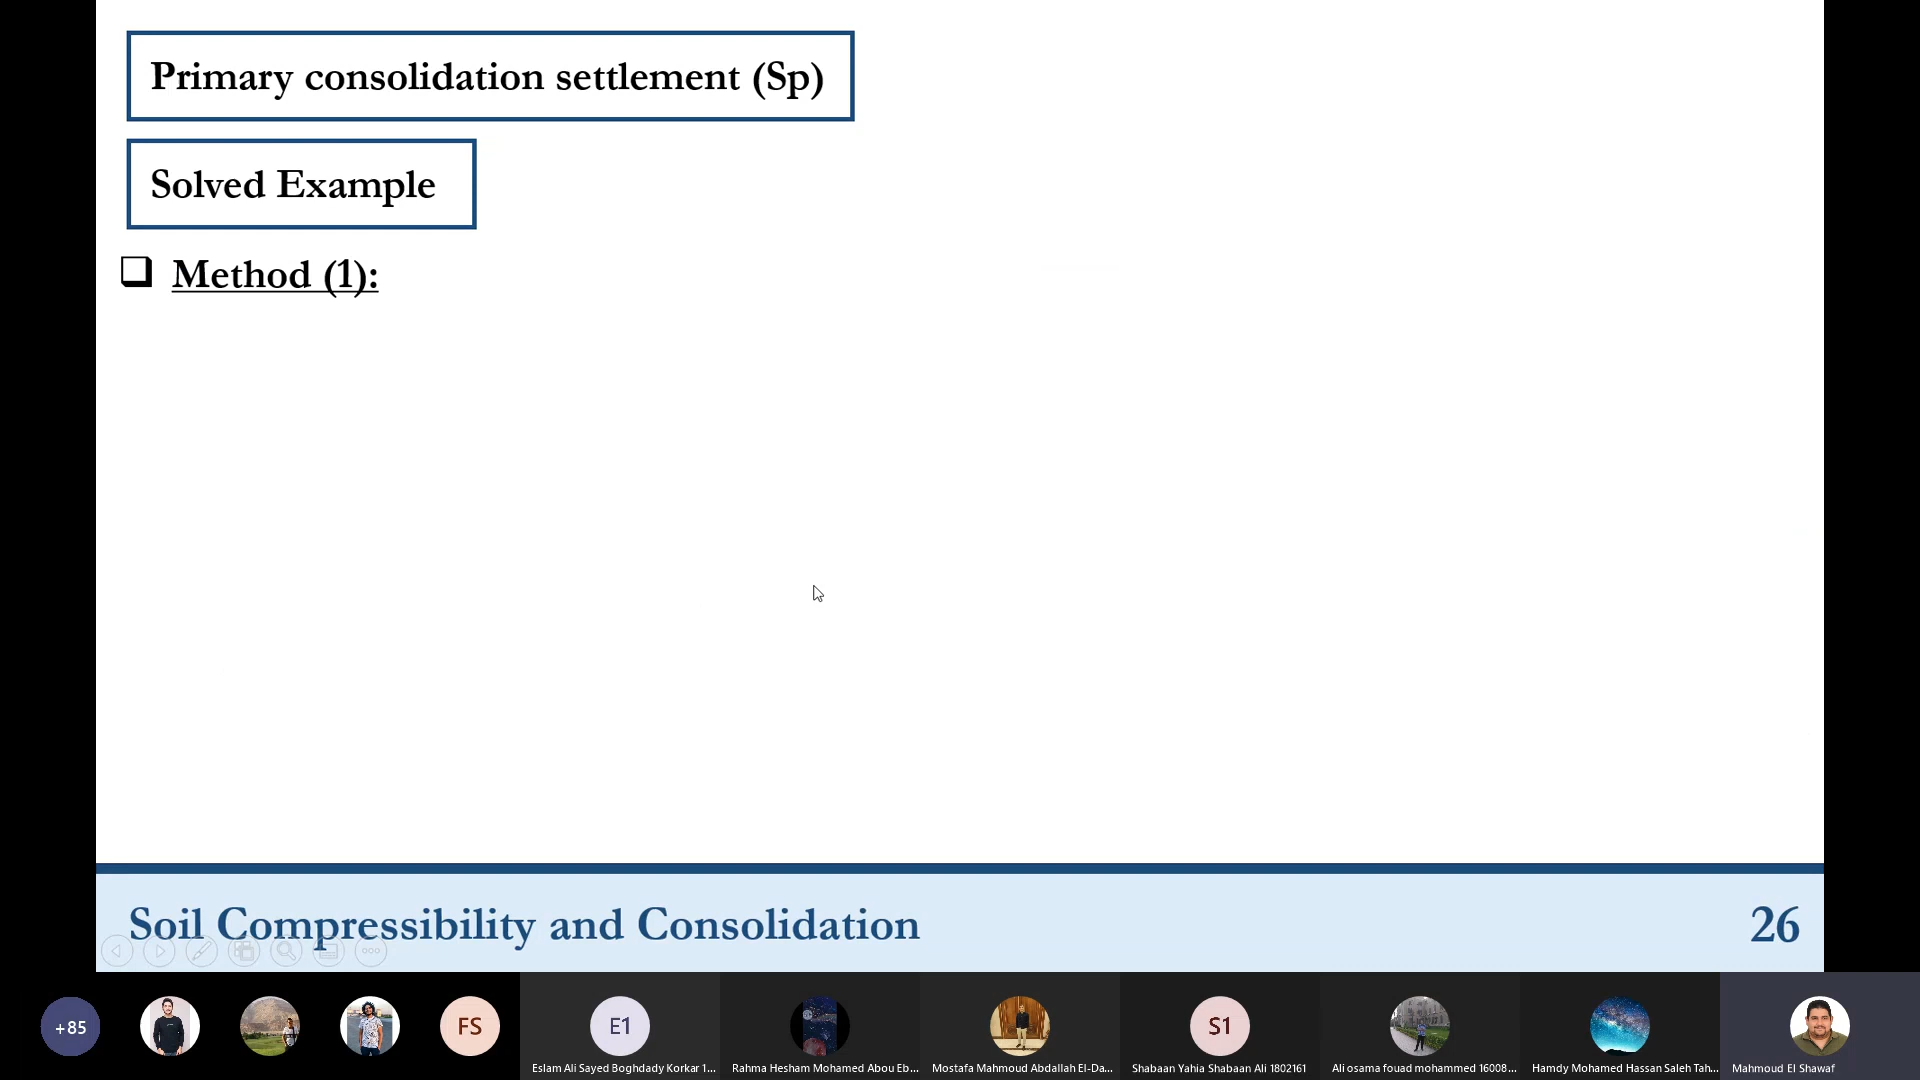 Primary consolidation settlement (Sp)
Solved Example
Method (1):
Soil Compressibility and Consolidation
26
+85
FS
E1
S1
Eslam Ali Sayed Boghdady Korkar 1...
Rahma Hesham Mohamed Abou Eb...
Mostafa Mahmoud Abdallah El-Da...
Shabaan Yahia Shabaan Ali 1802161
Ali osama fouad mohammed 16008...
Hamdy Mohamed Hassan Saleh Tah...
Mahmoud El Shawaf